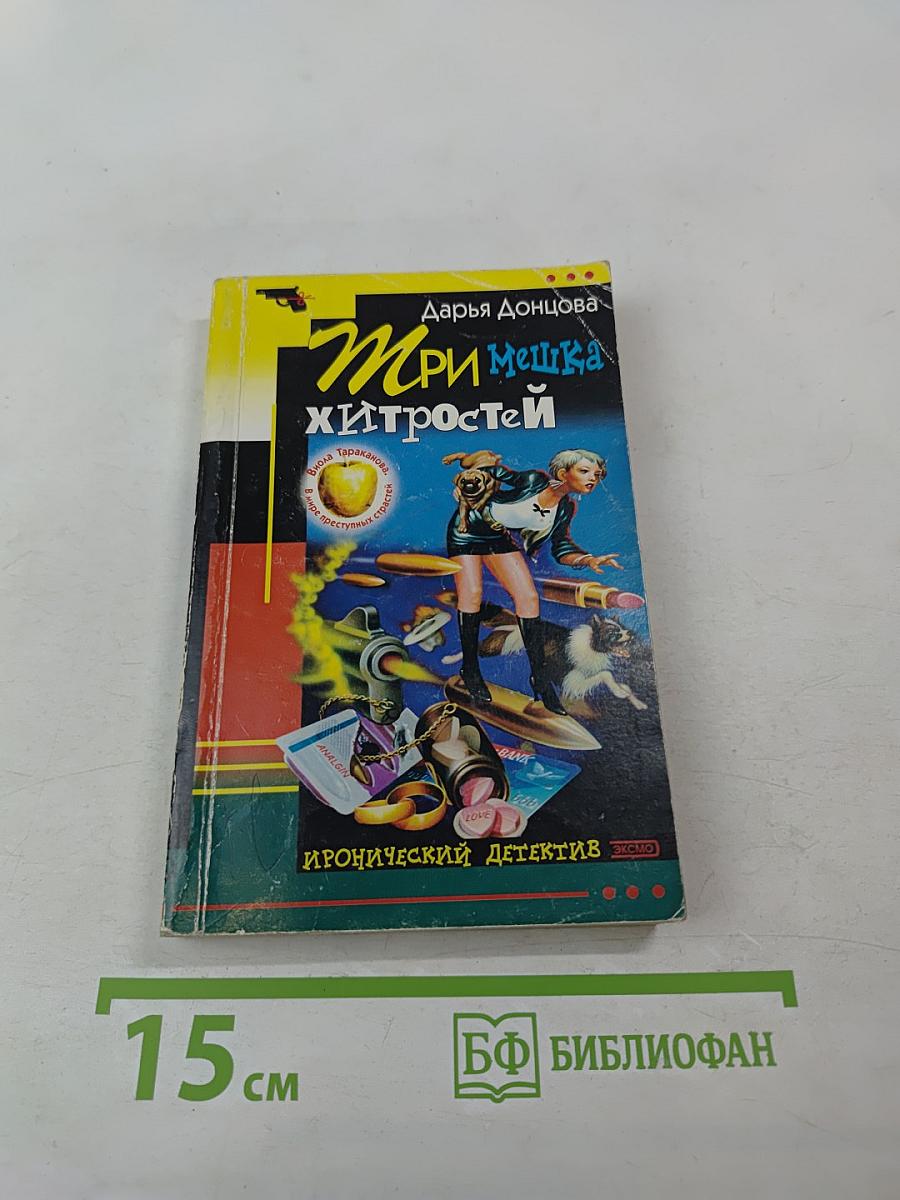 Дарья Донцова
Три мешка
хитростей
Виола Тараканова.
В мире преступных страстей
ANALGIN
BANK
LOVE
ИРОНИЧЕСКИЙ ДЕТЕКТИВ
ЭКСМО
15 см
БФ БИБЛИОФАН